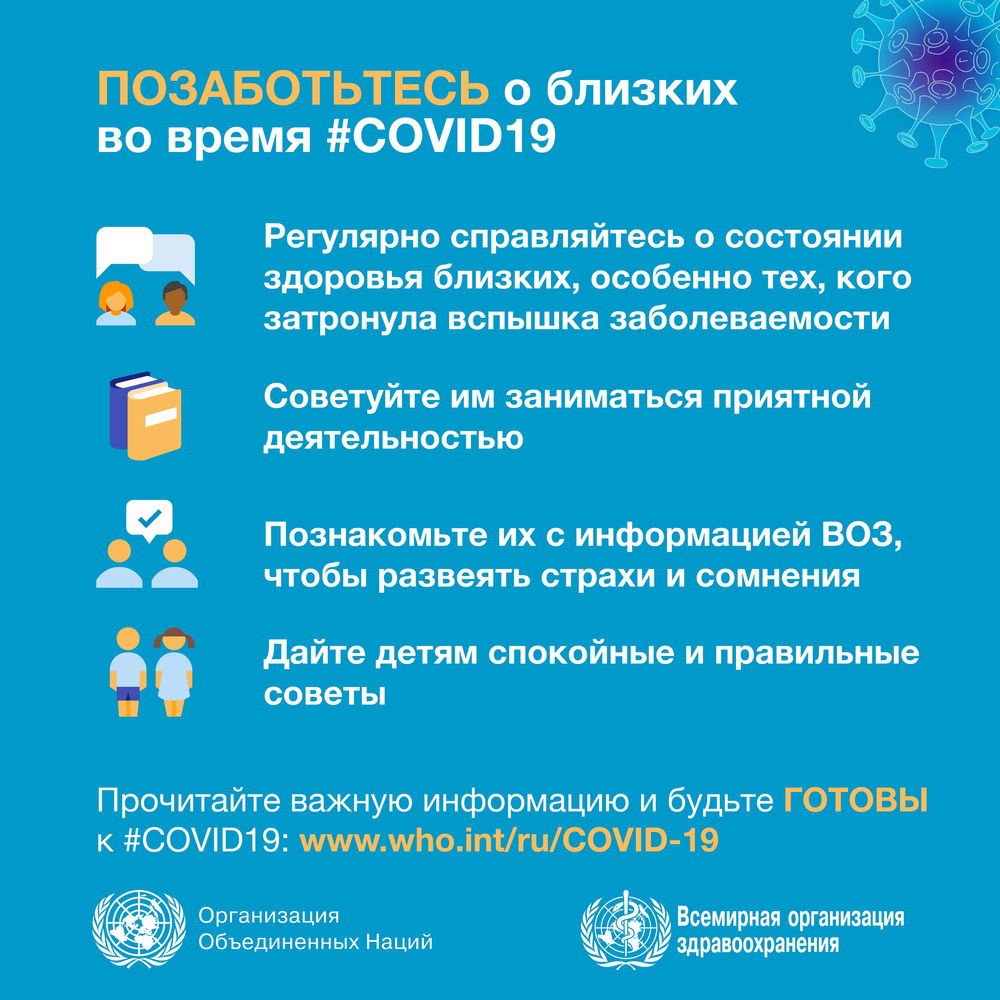 ПОЗАБОТЬТЕСЬ о близких
во время #COVID19
Регулярно справляйтесь о состоянии
здоровья близких, особенно тех, кого
затронула вспышка заболеваемости
Советуйте им заниматься приятной
деятельностью
Познакомьте их с информацией ВОЗ,
чтобы развеять страхи и сомнения
Дайте детям спокойные и правильные
советы
Прочитайте важную информацию и будьте ГОТОВЫ
к #COVID19: www.who.int/ru/COVID-19
Организация
Объединенных Наций
Всемирная организация
здравоохранения